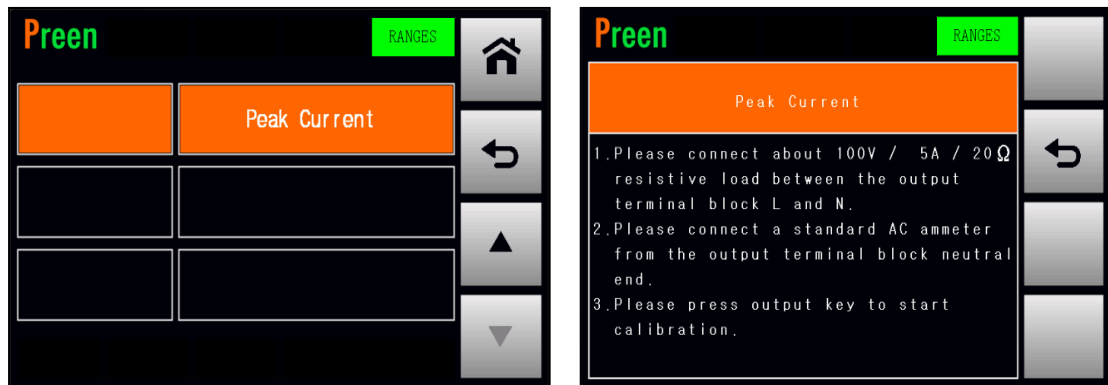 Preen
RANGES
Peak Current
Preen
RANGES
Peak Current
1.Please connect about 100V / 5A / 20Ω
resistive load between the output
terminal block L and N.
2.Please connect a standard AC ammeter
from the output terminal block neutral
end.
3.Please press output key to start
calibration.